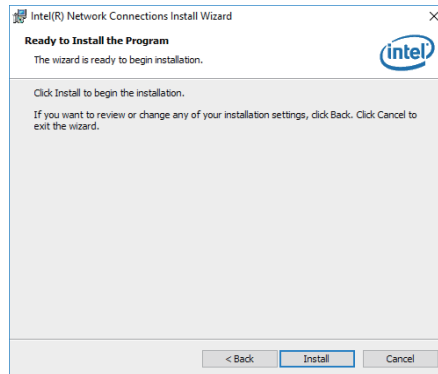 Intel(R) Network Connections Install Wizard
Ready to Install the Program
The wizard is ready to begin installation.
intel
Click Install to begin the installation.
If you want to review or change any of your installation settings, click Back. Click Cancel to
exit the wizard.
< Back
Install
Cancel